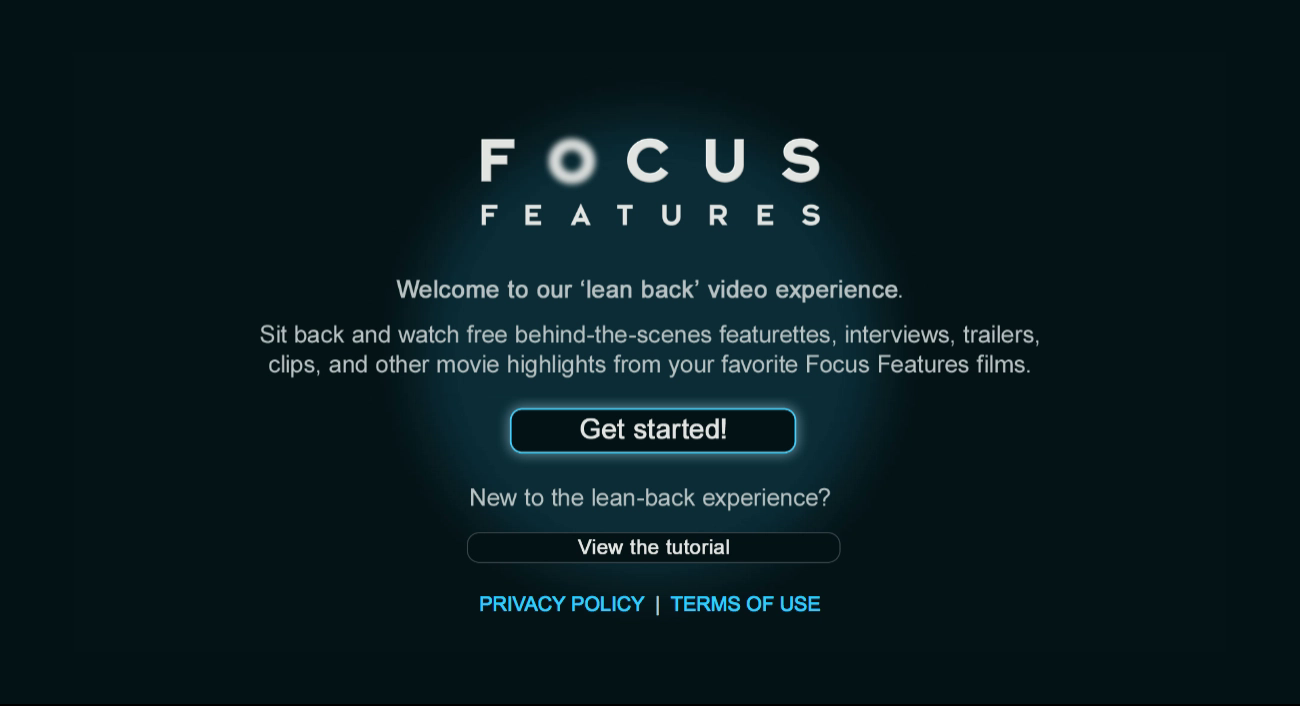 FOCUS
FEATURES
Welcome to our ‘lean back’ video experience.
Sit back and watch free behind-the-scenes featurettes, interviews, trailers,
clips, and other movie highlights from your favorite Focus Features films.
Get started!
New to the lean-back experience?
View the tutorial
PRIVACY POLICY | TERMS OF USE